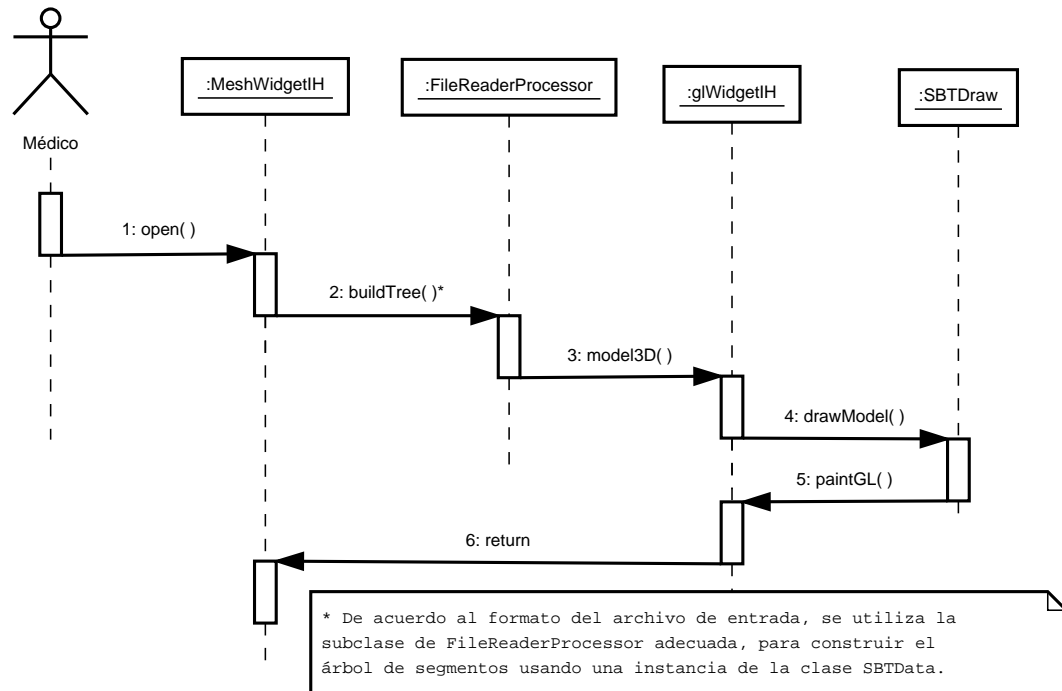 Médico
:MeshWidgetIH
:FileReaderProcessor
:glWidgetIH
:SBTDraw
1: open( )
2: buildTree( )*
3: model3D( )
4: drawModel( )
5: paintGL( )
6: return
* De acuerdo al formato del archivo de entrada, se utiliza la
subclase de FileReaderProcessor adecuada, para construir el
árbol de segmentos usando una instancia de la clase SBTData.